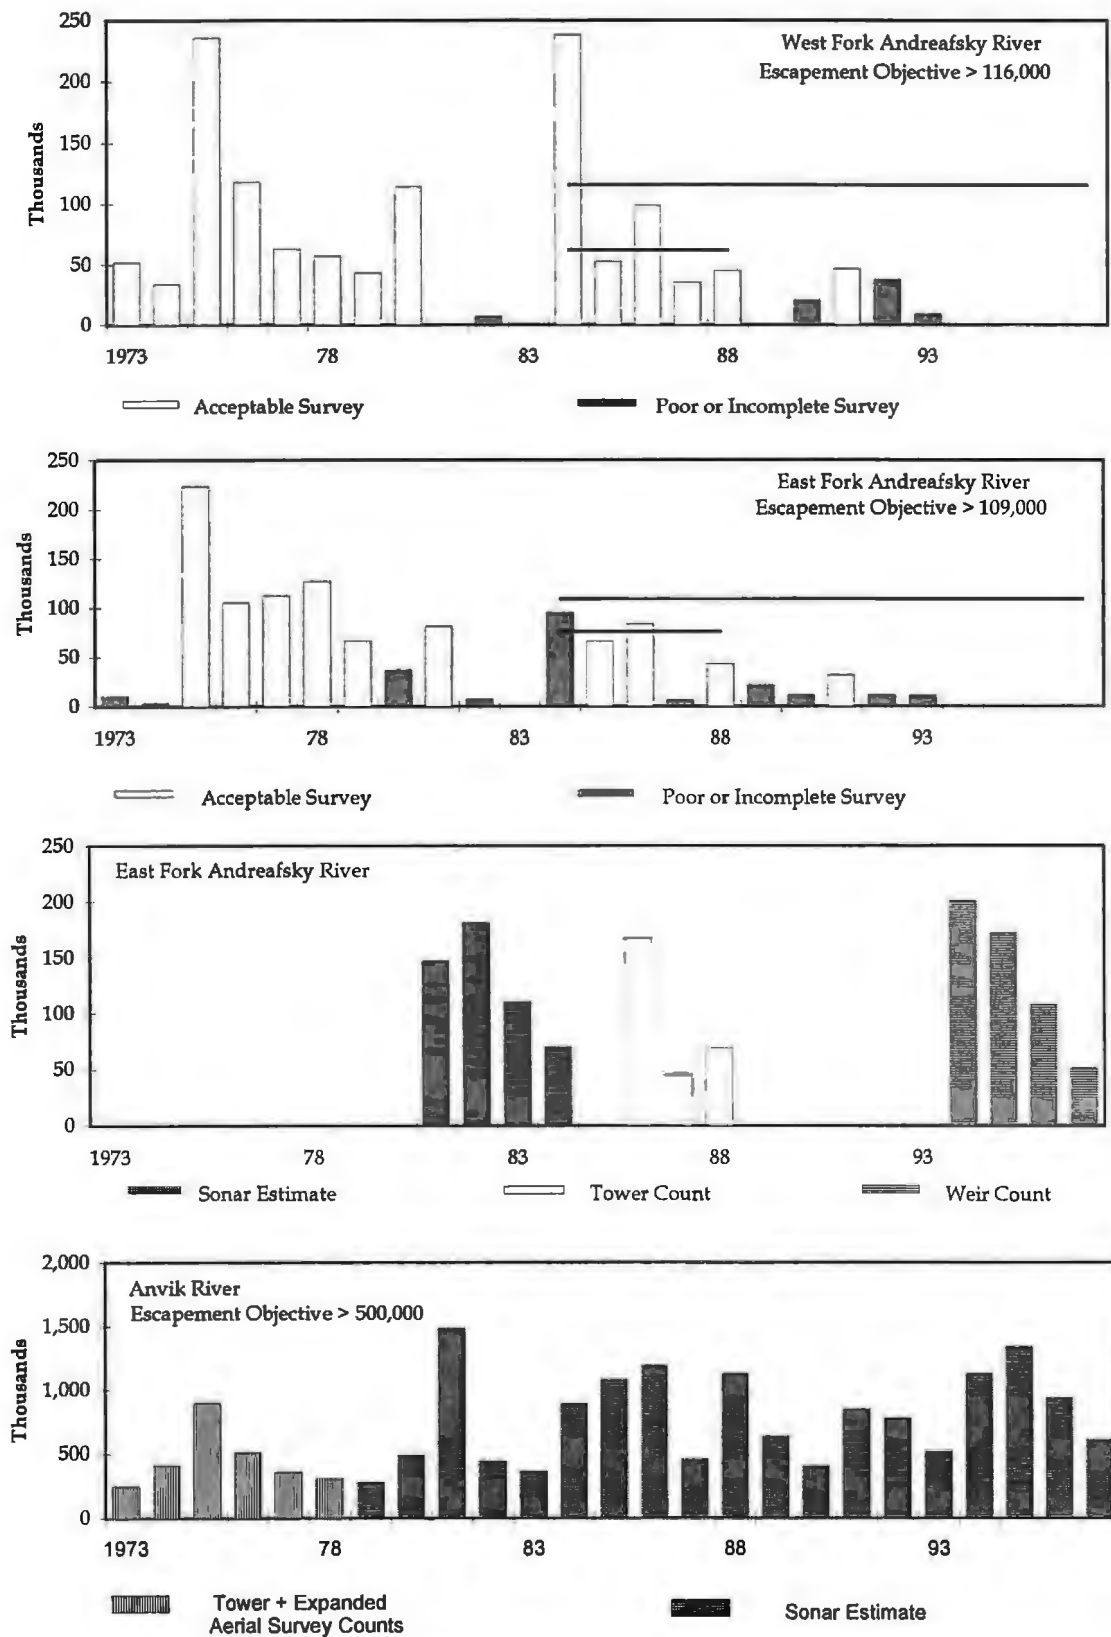 West Fork Andreafsky River
Escapement Objective > 116,000
Thousands
250
200
150
100
50
0
1973 78 83 88 93
Acceptable Survey Poor or Incomplete Survey
East Fork Andreafsky River
Escapement Objective > 109,000
Thousands
250
200
150
100
50
0
1973 78 83 88 93
Acceptable Survey Poor or Incomplete Survey
East Fork Andreafsky River
Thousands
250
200
150
100
50
0
1973 78 83 88 93
Sonar Estimate Tower Count Weir Count
Anvik River
Escapement Objective > 500,000
Thousands
2,000
1,500
1,000
500
0
1973 78 83 88 93
Tower + Expanded
Aerial Survey Counts
Sonar Estimate